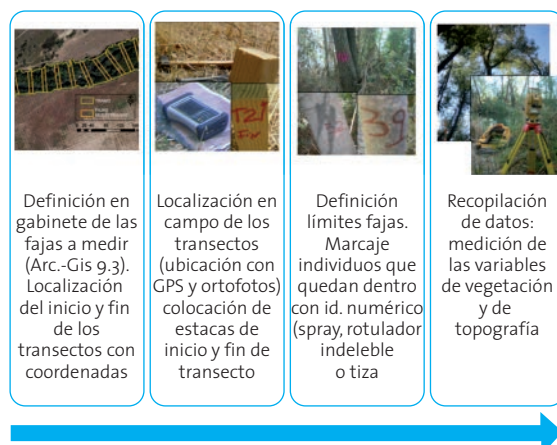 Definición en
gabinete de las
fajas a medir
(Arc.-Gis 9.3).
Localización
del inicio y fin
de los
transectos con
coordenadas
Localización en
campo de los
transectos
(ubicación con
GPS y ortofotos)
colocación de
estacas de
inicio y fin de
transecto
Definición
límites fajas.
Marcaje
individuos que
quedan dentro
con id. numérico
(spray, rotulador
indeleble
o tiza
Recopilación
de datos:
medición de
las variables
de vegetación
y de
topografía
T21
Fix
39